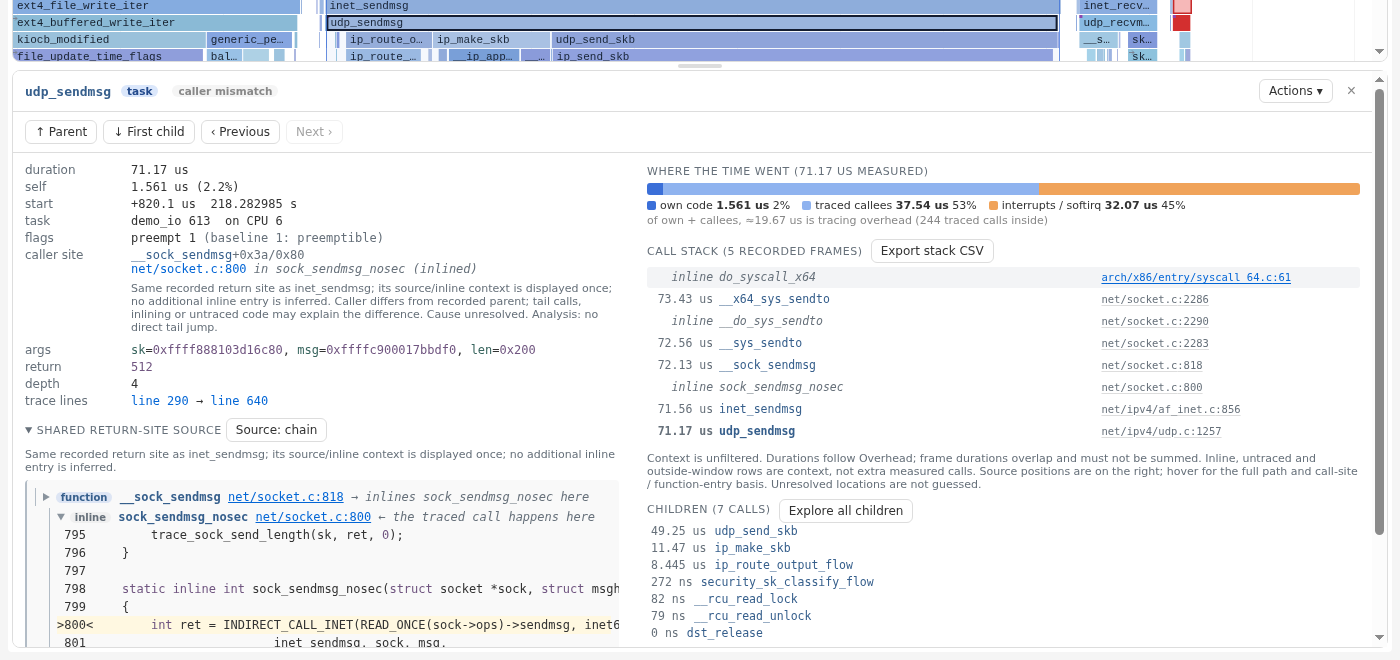 ext4_file_write_iter inet_sendmsg inet_recv…
ext4_buffered_write_iter udp_sendmsg udp_recvm…
kiocb_modified generic_pe… ip_route_o… ip_make_skb udp_send_skb __s… sk…
file_update_time_flags bal… ip_route_… __ip_app… __… ip_send_skb sk…
udp_sendmsg task caller mismatch Actions ▾ ×
↑ Parent ↓ First child ‹ Previous Next ›
duration 71.17 us
self 1.561 us (2.2%)
start +820.1 us 218.282985 s
task demo_io 613 on CPU 6
flags preempt 1 (baseline 1: preemptible)
caller site __sock_sendmsg+0x3a/0x80
net/socket.c:800 in sock_sendmsg_nosec (inlined)
Same recorded return site as inet_sendmsg; its source/inline context is displayed once;
no additional inline entry is inferred. Caller differs from recorded parent; tail calls,
inlining or untraced code may explain the difference. Cause unresolved. Analysis: no
direct tail jump.
args sk=0xffff888103d16c80, msg=0xffffc900017bbdf0, len=0x200
return 512
depth 4
trace lines line 290 → line 640
▼ SHARED RETURN-SITE SOURCE Source: chain
Same recorded return site as inet_sendmsg; its source/inline context is displayed once; no additional inline
entry is inferred.
▶ function __sock_sendmsg net/socket.c:818 → inlines sock_sendmsg_nosec here
▼ inline sock_sendmsg_nosec net/socket.c:800 ← the traced call happens here
795 trace_sock_send_length(sk, ret, 0);
796 }
797
798 static inline int sock_sendmsg_nosec(struct socket *sock, struct msgh
799 {
>800< int ret = INDIRECT_CALL_INET(READ_ONCE(sock->ops)->sendmsg, inet6
801 inet_sendmsg, sock, msg,
WHERE THE TIME WENT (71.17 US MEASURED)
own code 1.561 us 2% traced callees 37.54 us 53% interrupts / softirq 32.07 us 45%
of own + callees, ≈19.67 us is tracing overhead (244 traced calls inside)
CALL STACK (5 RECORDED FRAMES) Export stack CSV
inline do_syscall_x64 arch/x86/entry/syscall_64.c:61
73.43 us __x64_sys_sendto net/socket.c:2286
inline __do_sys_sendto net/socket.c:2290
72.56 us __sys_sendto net/socket.c:2283
72.13 us __sock_sendmsg net/socket.c:818
inline sock_sendmsg_nosec net/socket.c:800
71.56 us inet_sendmsg net/ipv4/af_inet.c:856
71.17 us udp_sendmsg net/ipv4/udp.c:1257
Context is unfiltered. Durations follow Overhead; frame durations overlap and must not be summed. Inline, untraced and
outside-window rows are context, not extra measured calls. Source positions are on the right; hover for the full path and call-site
/ function-entry basis. Unresolved locations are not guessed.
CHILDREN (7 CALLS) Explore all children
49.25 us udp_send_skb
11.47 us ip_make_skb
8.445 us ip_route_output_flow
272 ns security_sk_classify_flow
82 ns __rcu_read_lock
79 ns __rcu_read_unlock
0 ns dst_release